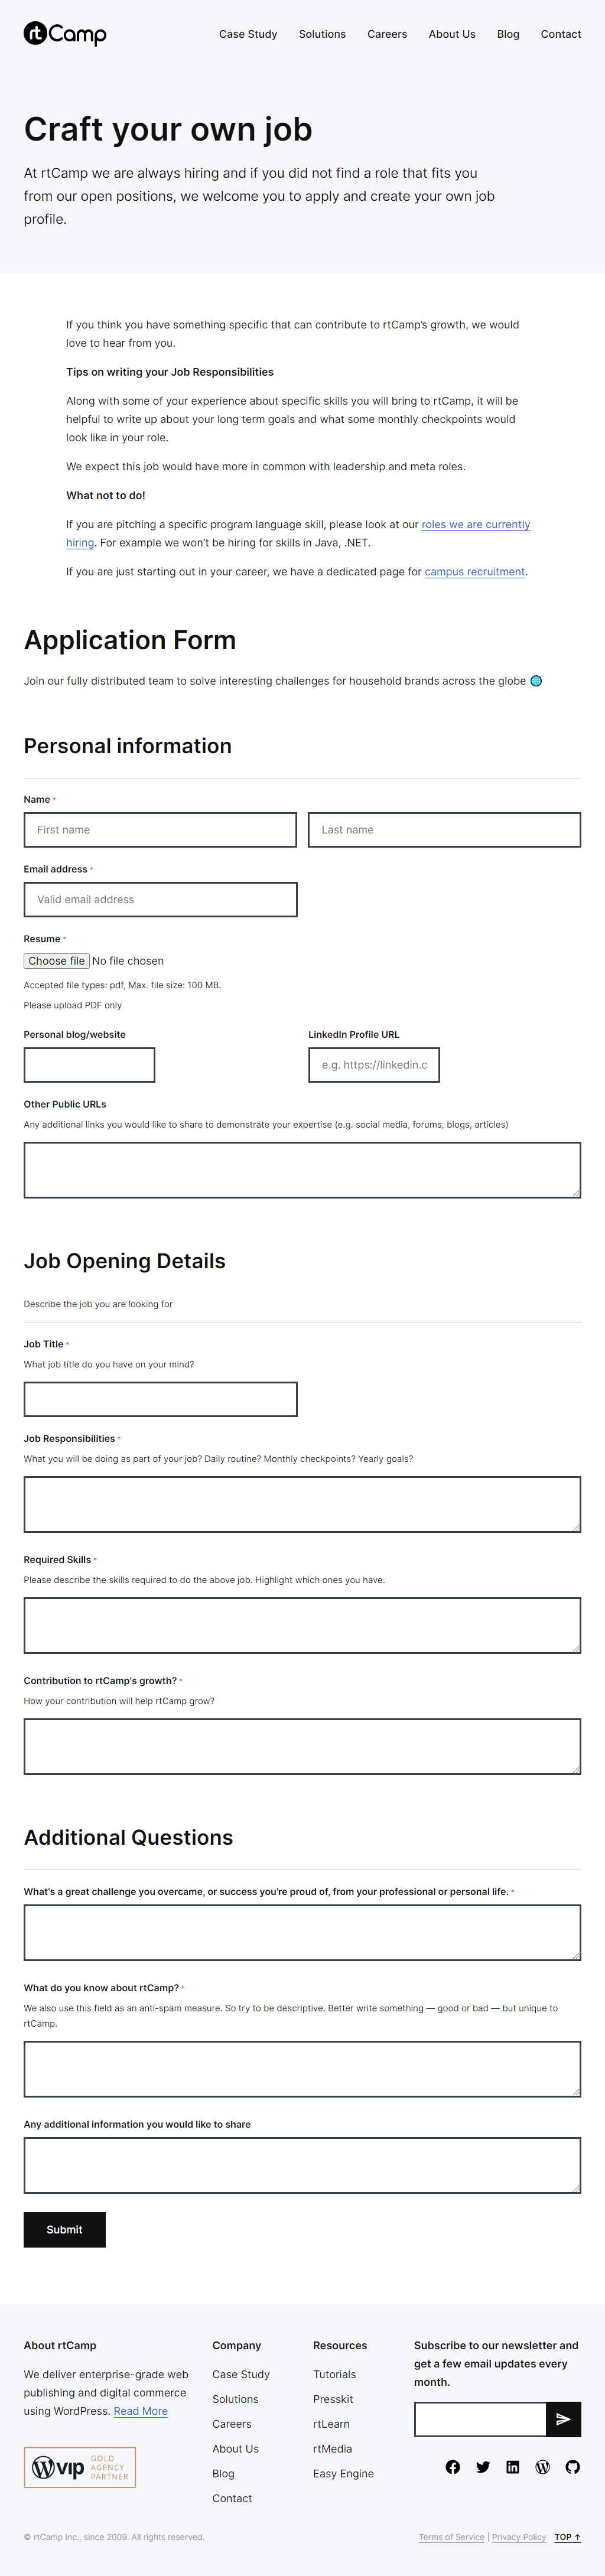 rtCamp
Case Study Solutions Careers About Us Blog Contact
Craft your own job
At rtCamp we are always hiring and if you did not find a role that fits you
from our open positions, we welcome you to apply and create your own job
profile.
If you think you have something specific that can contribute to rtCamp's growth, we would
love to hear from you.
Tips on writing your Job Responsibilities
Along with some of your experience about specific skills you will bring to rtCamp, it will be
helpful to write up about your long term goals and what some monthly checkpoints would
look like in your role.
We expect this job would have more in common with leadership and meta roles.
What not to do!
If you are pitching a specific program language skill, please look at our roles we are currently
hiring. For example we won't be hiring for skills in Java, .NET.
If you are just starting out in your career, we have a dedicated page for campus recruitment.
Application Form
Join our fully distributed team to solve interesting challenges for household brands across the globe 🌐
Personal information
Name *
First name Last name
Email address *
Valid email address
Resume *
Choose file No file chosen
Accepted file types: pdf, Max. file size: 100 MB.
Please upload PDF only
Personal blog/website LinkedIn Profile URL
e.g. https://linkedin.c
Other Public URLs
Any additional links you would like to share to demonstrate your expertise (e.g. social media, forums, blogs, articles)
Job Opening Details
Describe the job you are looking for
Job Title *
What job title do you have on your mind?
Job Responsibilities *
What you will be doing as part of your job? Daily routine? Monthly checkpoints? Yearly goals?
Required Skills *
Please describe the skills required to do the above job. Highlight which ones you have.
Contribution to rtCamp's growth? *
How your contribution will help rtCamp grow?
Additional Questions
What's a great challenge you overcame, or success you're proud of, from your professional or personal life. *
What do you know about rtCamp? *
We also use this field as an anti-spam measure. So try to be descriptive. Better write something — good or bad — but unique to
rtCamp.
Any additional information you would like to share
Submit
About rtCamp
We deliver enterprise-grade web
publishing and digital commerce
using WordPress. Read More
W vip GOLD
AGENCY
PARTNER
Company
Case Study
Solutions
Careers
About Us
Blog
Contact
Resources
Tutorials
Presskit
rtLearn
rtMedia
Easy Engine
Subscribe to our newsletter and
get a few email updates every
month.
© rtCamp Inc., since 2009. All rights reserved.
Terms of Service | Privacy Policy TOP ↑